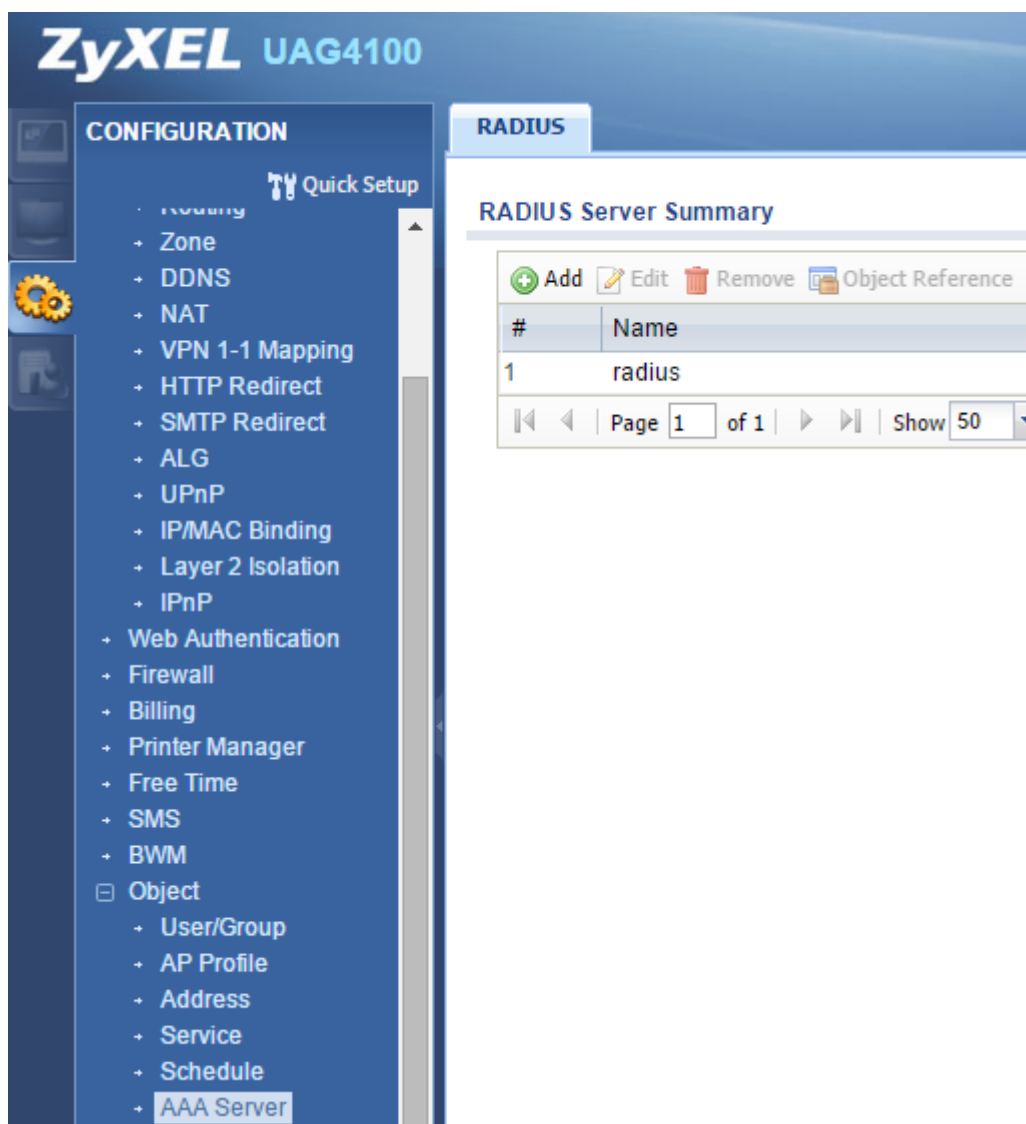 ZyXEL UAG4100
CONFIGURATION
Quick Setup
Routing
Zone
DDNS
NAT
VPN 1-1 Mapping
HTTP Redirect
SMTP Redirect
ALG
UPnP
IP/MAC Binding
Layer 2 Isolation
IPnP
Web Authentication
Firewall
Billing
Printer Manager
Free Time
SMS
BWM
Object
User/Group
AP Profile
Address
Service
Schedule
AAA Server
RADIUS
RADIUS Server Summary
Add Edit Remove Object Reference
# Name
1 radius
Page 1 of 1 Show 50